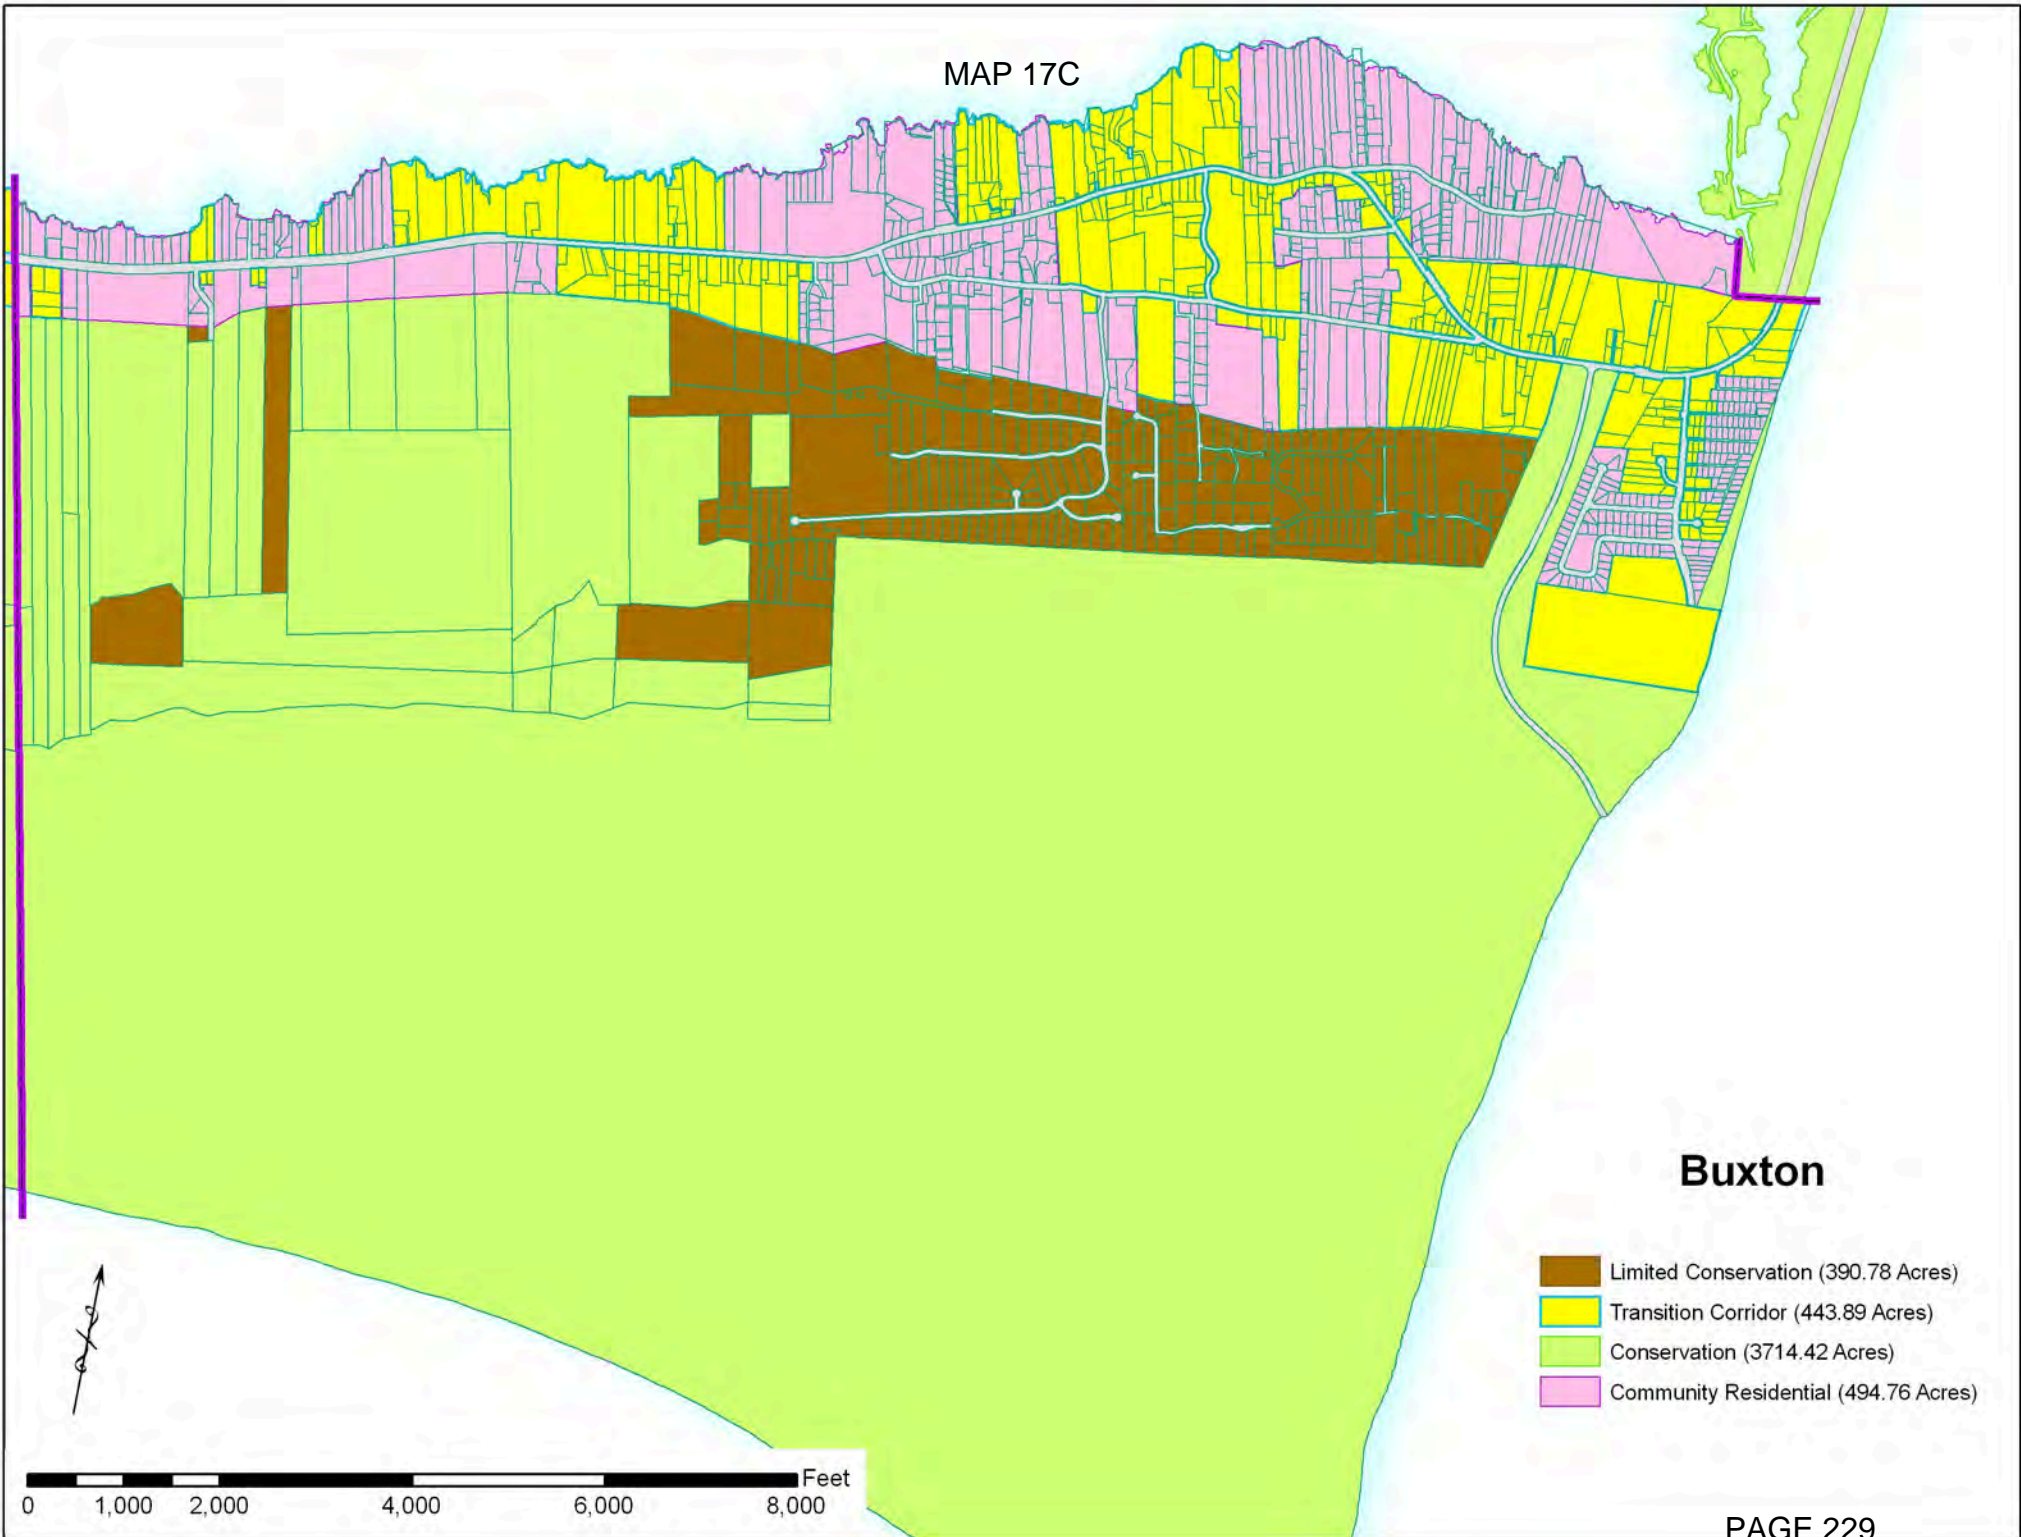 MAP 17C
Buxton
Limited Conservation (390.78 Acres)
Transition Corridor (443.89 Acres)
Conservation (3714.42 Acres)
Community Residential (494.76 Acres)
Feet
0 1,000 2,000 4,000 6,000 8,000
PAGE 229